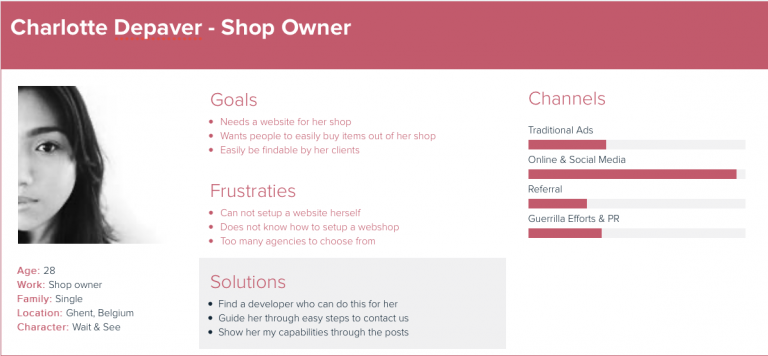 Charlotte Depaver - Shop Owner
Goals
Needs a website for her shop
Wants people to easily buy items out of her shop
Easily be findable by her clients
Frustraties
Can not setup a website herself
Does not know how to setup a webshop
Too many agencies to choose from
Solutions
Find a developer who can do this for her
Guide her through easy steps to contact us
Show her my capabilities through the posts
Channels
Traditional Ads
Online & Social Media
Referral
Guerrilla Efforts & PR
Age: 28
Work: Shop owner
Family: Single
Location: Ghent, Belgium
Character: Wait & See